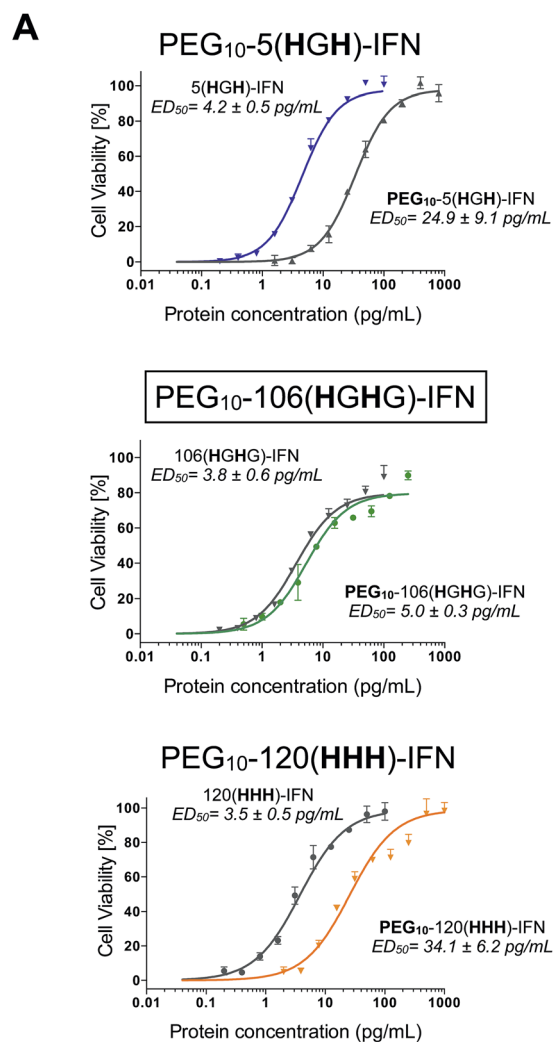 A
PEG₁₀-5(HGH)-IFN
5(HGH)-IFN
ED₅₀= 4.2 ± 0.5 pg/mL
PEG₁₀-5(HGH)-IFN
ED₅₀= 24.9 ± 9.1 pg/mL
Cell Viability [%]
100
80
60
40
20
0
0.01
0.1
1
10
100
1000
Protein concentration (pg/mL)
PEG₁₀-106(HGHG)-IFN
106(HGHG)-IFN
ED₅₀= 3.8 ± 0.6 pg/mL
PEG₁₀-106(HGHG)-IFN
ED₅₀= 5.0 ± 0.3 pg/mL
Cell Viability [%]
100
80
60
40
20
0
0.01
0.1
1
10
100
1000
Protein concentration (pg/mL)
PEG₁₀-120(HHH)-IFN
120(HHH)-IFN
ED₅₀= 3.5 ± 0.5 pg/mL
PEG₁₀-120(HHH)-IFN
ED₅₀= 34.1 ± 6.2 pg/mL
Cell Viability [%]
100
80
60
40
20
0
0.01
0.1
1
10
100
1000
Protein concentration (pg/mL)